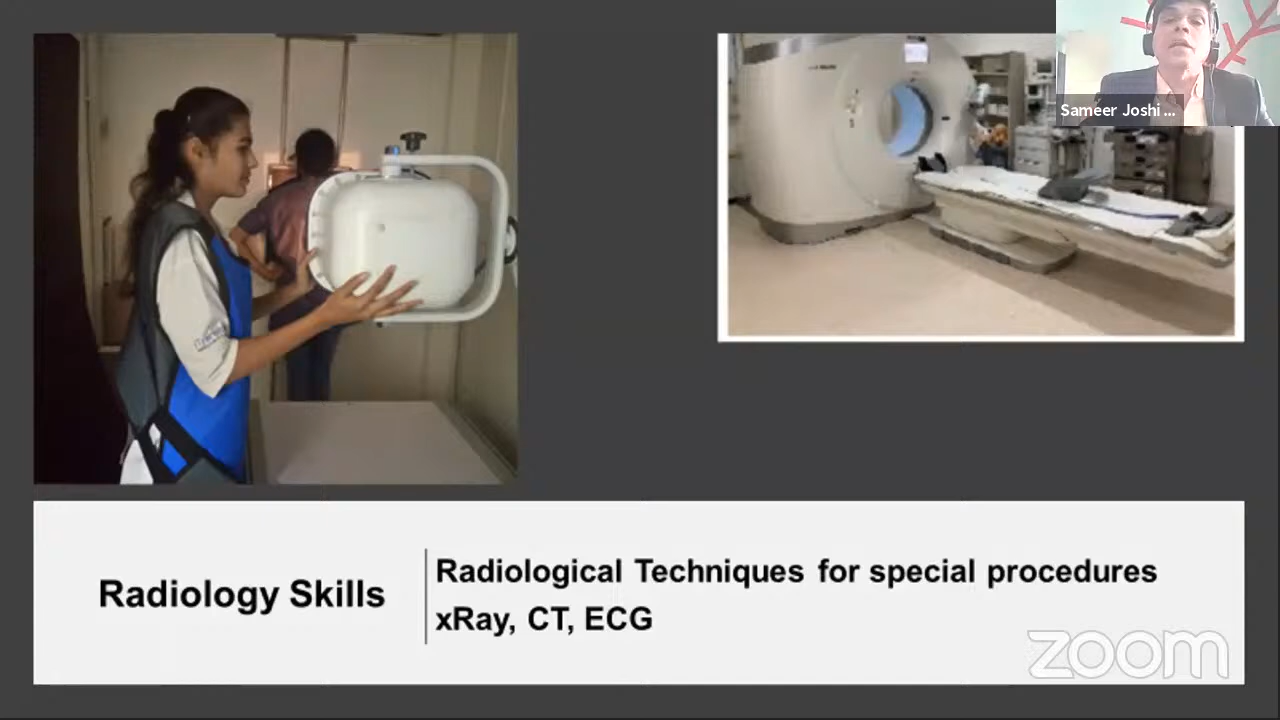 Sameer Joshi ...
Radiology Skills
Radiological Techniques for special procedures
xRay, CT, ECG
zoom